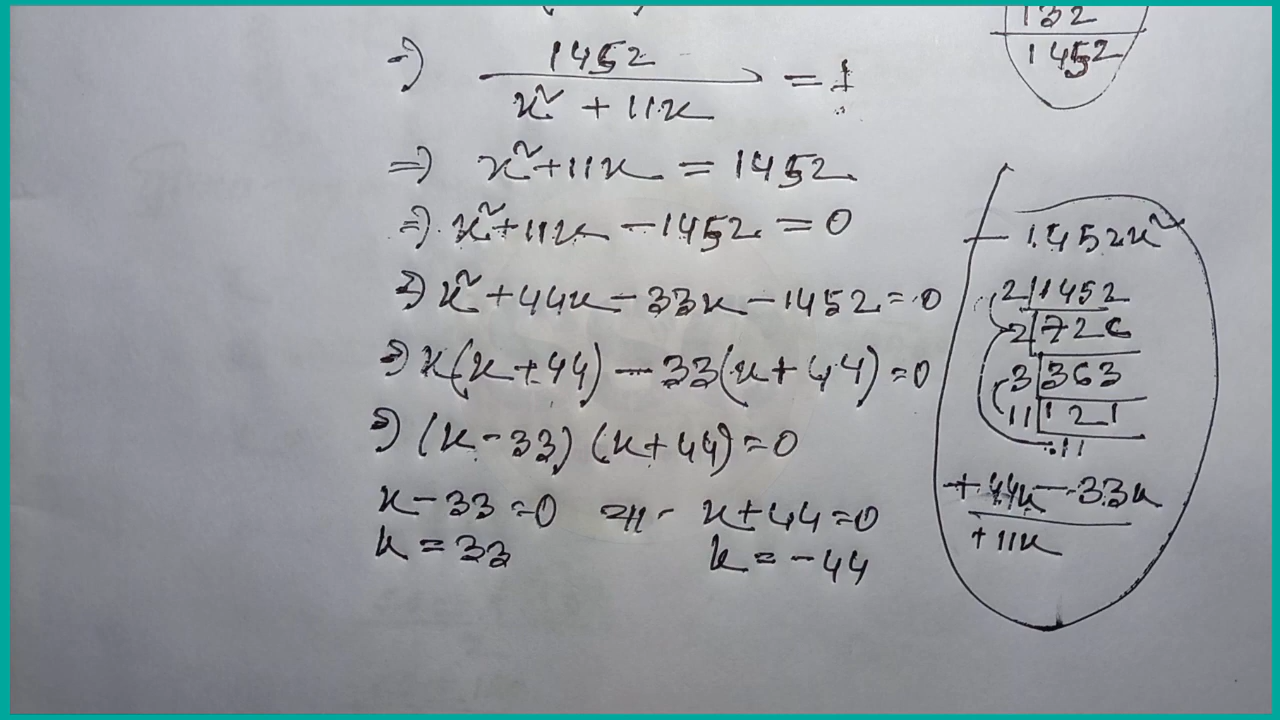 132
1452
⇒ 1452 / x² + 11x = 1
⇒ x² + 11x = 1452
⇒ x² + 11x - 1452 = 0
⇒ x² + 44x - 33x - 1452 = 0
⇒ x(x + 44) - 33(x + 44) = 0
⇒ (x - 33) (x + 44) = 0
x - 33 = 0 x + 44 = 0
x = 33 x = -44
- 1452x²
2|1452
2|726
3|363
11|121
11
+ 44x - 33x
+ 11x